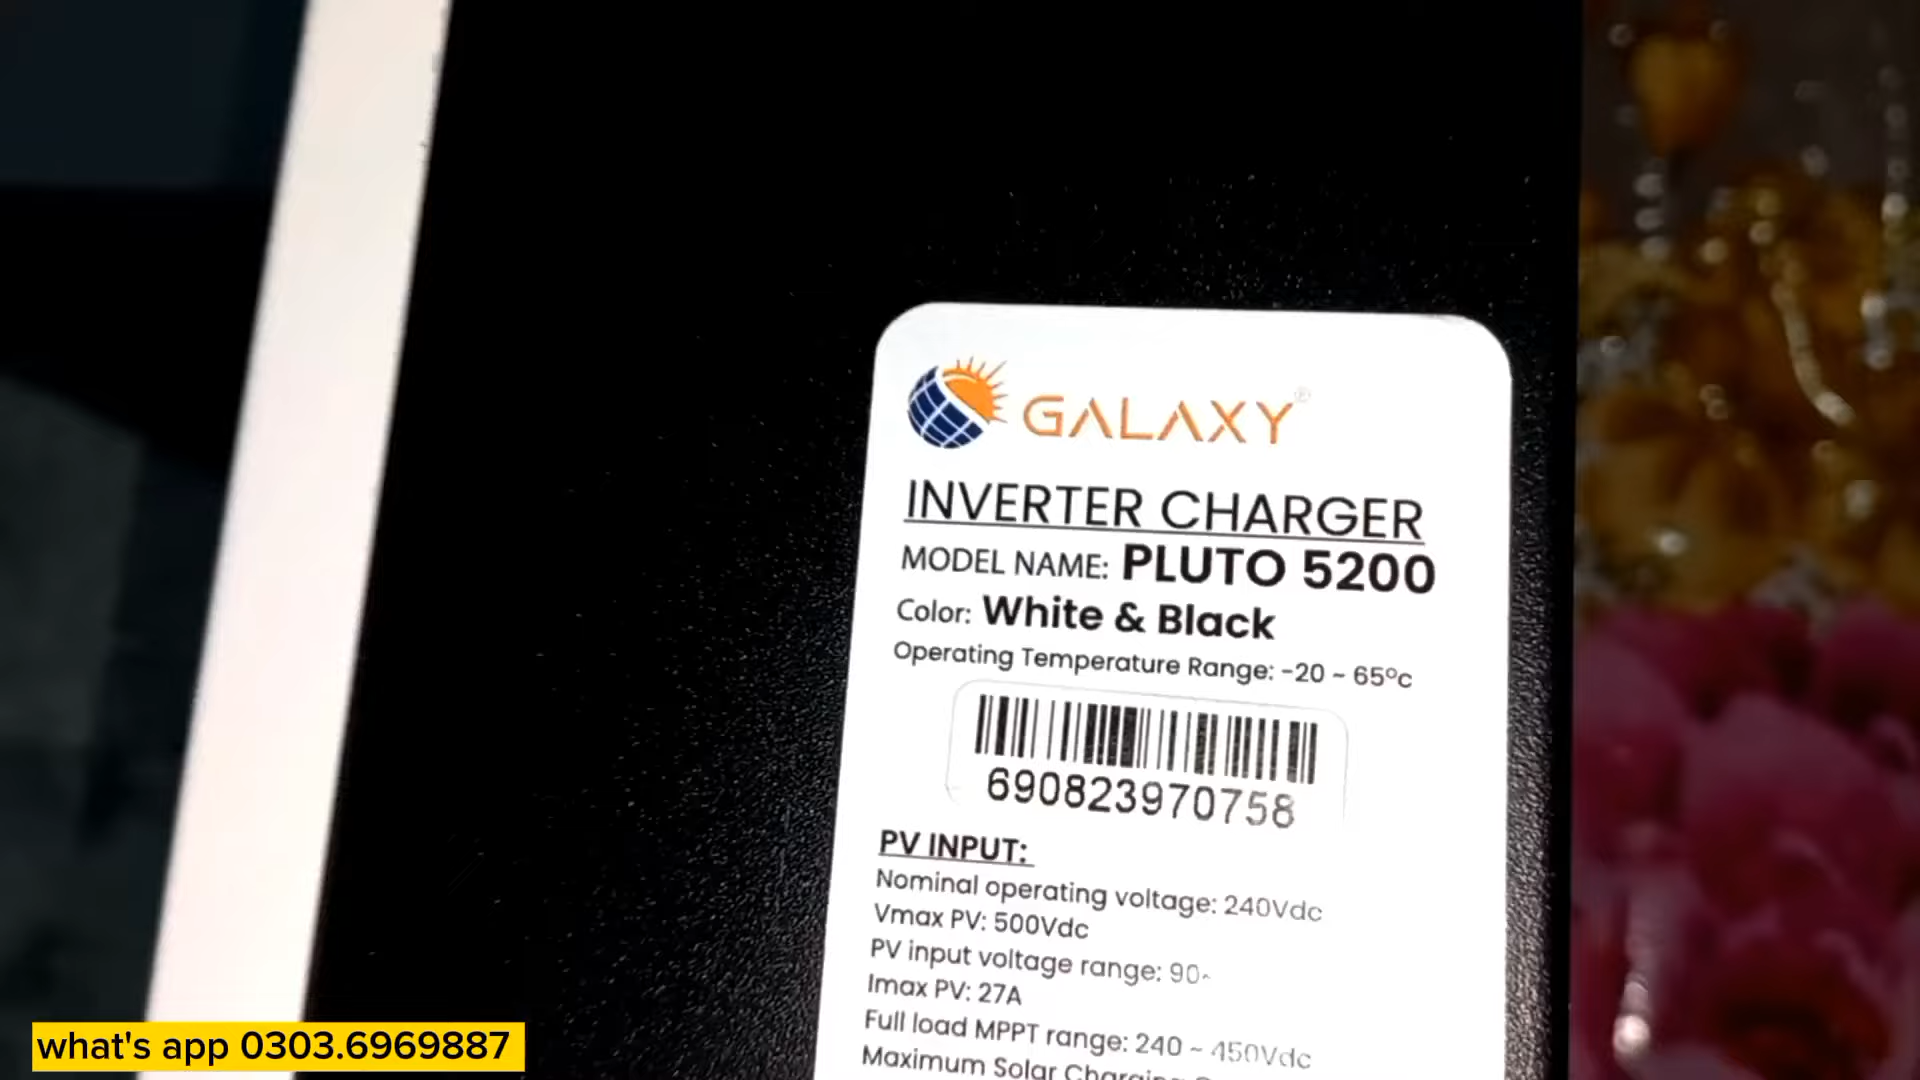 GALAXY®
INVERTER CHARGER
MODEL NAME: PLUTO 5200
Color: White & Black
Operating Temperature Range: -20 ~ 65ºc
690823970758
PV INPUT:
Nominal operating voltage: 240Vdc
Vmax PV: 500Vdc
PV input voltage range: 90~
Imax PV: 27A
Full load MPPT range: 240 ~ 450Vdc
Maximum Solar Charging
what's app 0303.6969887